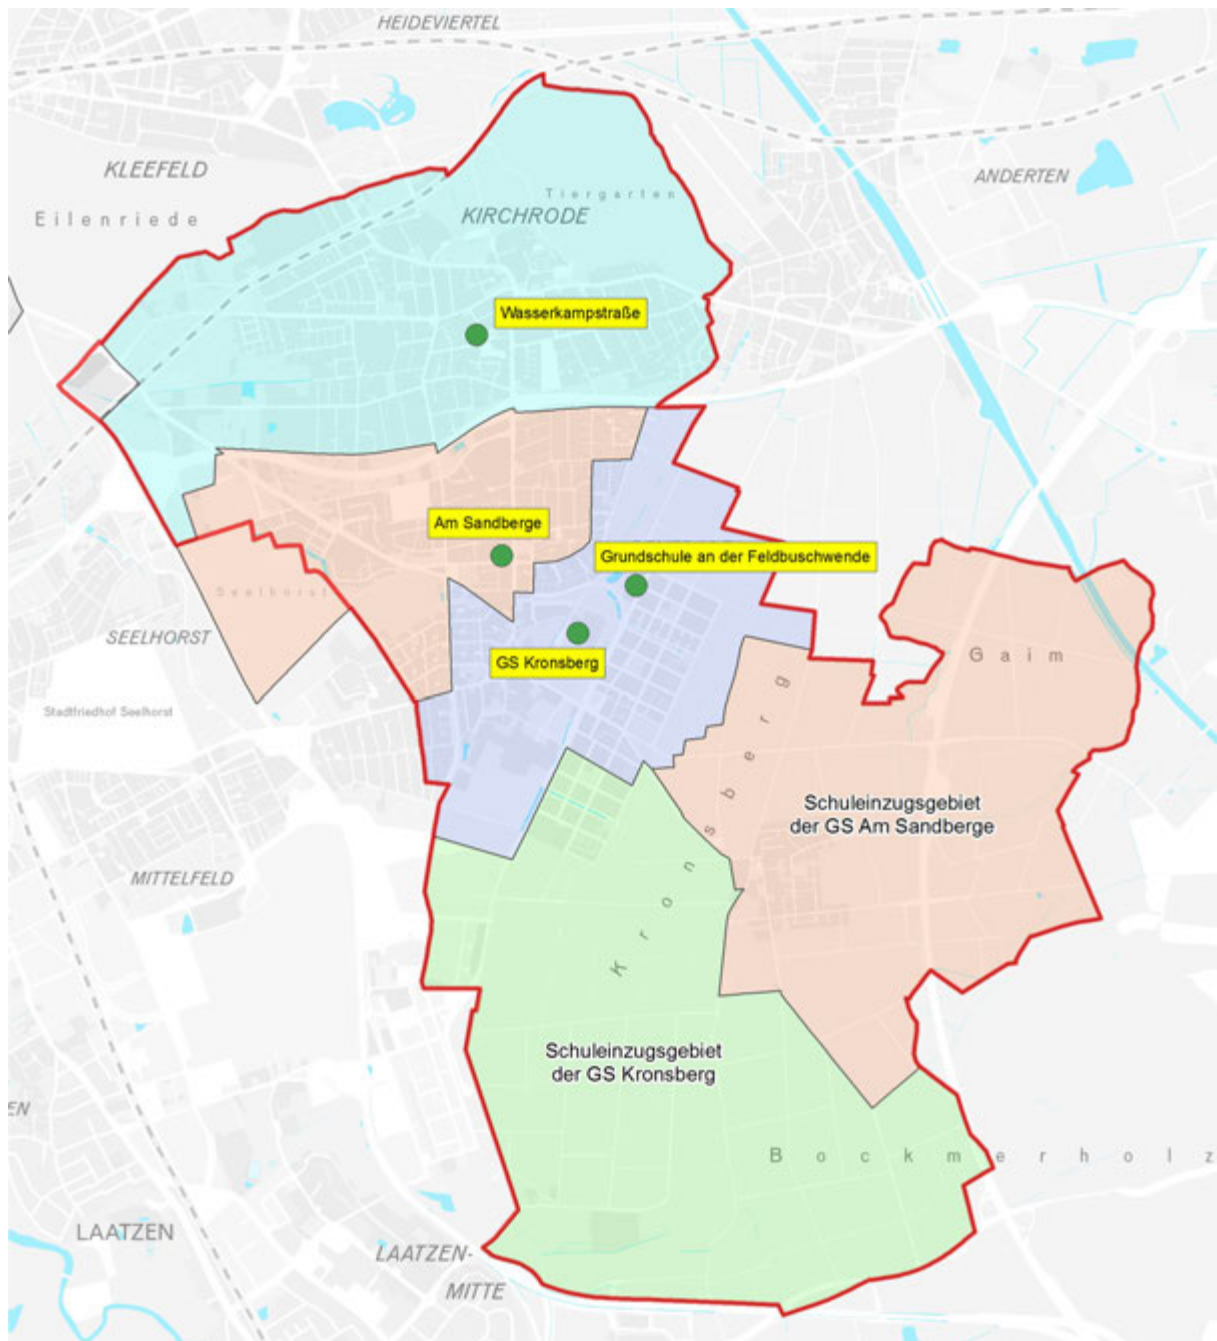 HEIDEVIERTEL
KLEEFELD
ANDERTEN
Tiergarten
Eilenriede
KIRCHRODE
Wasserkampstraße
Am Sandberge
Grundschule an der Feldbuschwende
Seelhorst
SEELHORST
GS Kronsberg
Gaim
Stadtfriedhof Seelhorst
Kronsberg
Schuleinzugsgebiet
der GS Am Sandberge
MITTELFELD
Schuleinzugsgebiet
der GS Kronsberg
EN
Bockmerholz
LAATZEN
LAATZEN-
MITTE